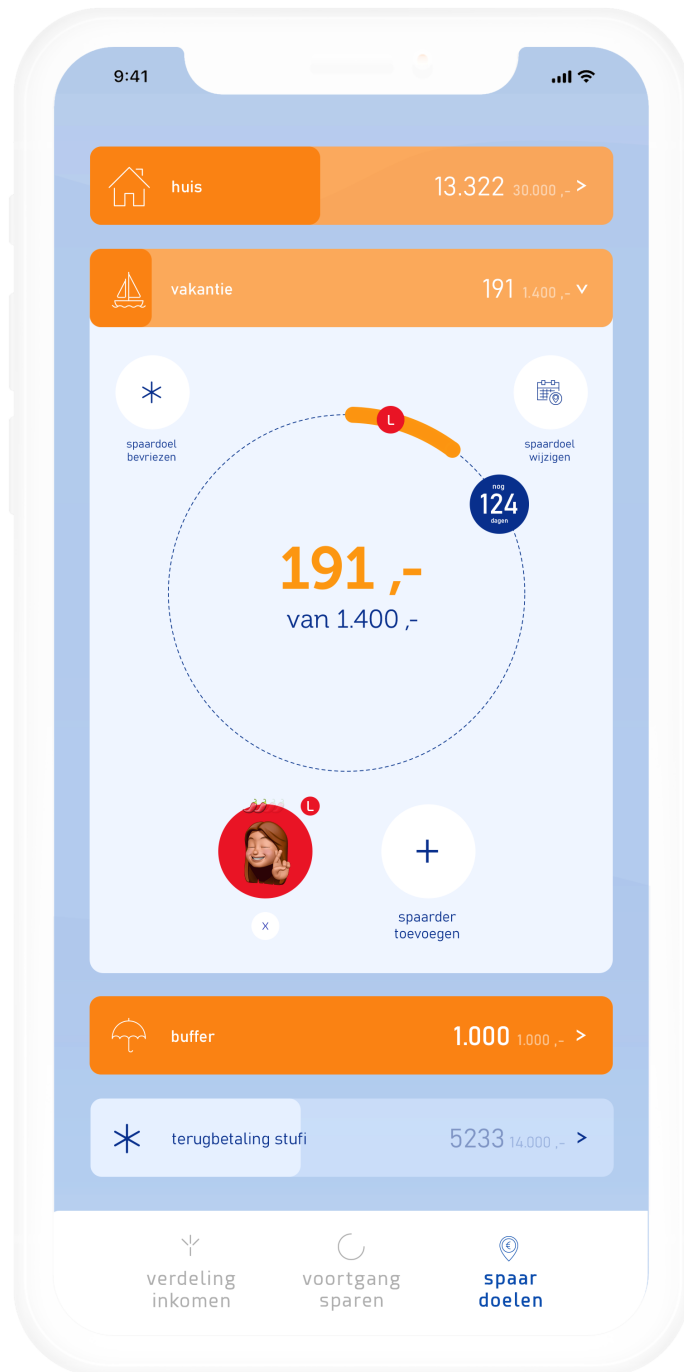 9:41
huis 13.322 30.000 ,- >
vakantie 191 1.400 ,-
spaardoel
bevriezen
spaardoel
wijzigen
L
nog
124
dagen
191 ,-
van 1.400 ,-
L
x
+
spaarder
toevoegen
buffer 1.000 1.000 ,- >
terugbetaling stufi 5233 14.000 ,- >
€
verdeling
inkomen
voortgang
sparen
spaar
doelen